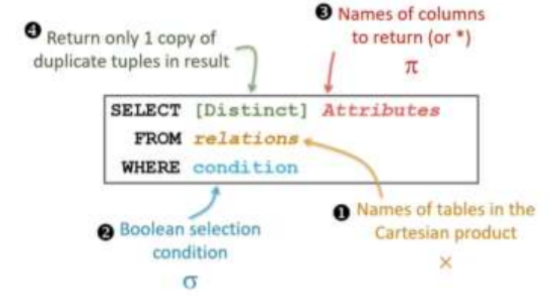 ❸ Names of columns
to return (or *)
π
❹ Return only 1 copy of
duplicate tuples in result
SELECT [Distinct] Attributes
FROM relations
WHERE condition
❷ Boolean selection
condition
σ
❶ Names of tables in the
Cartesian product
×